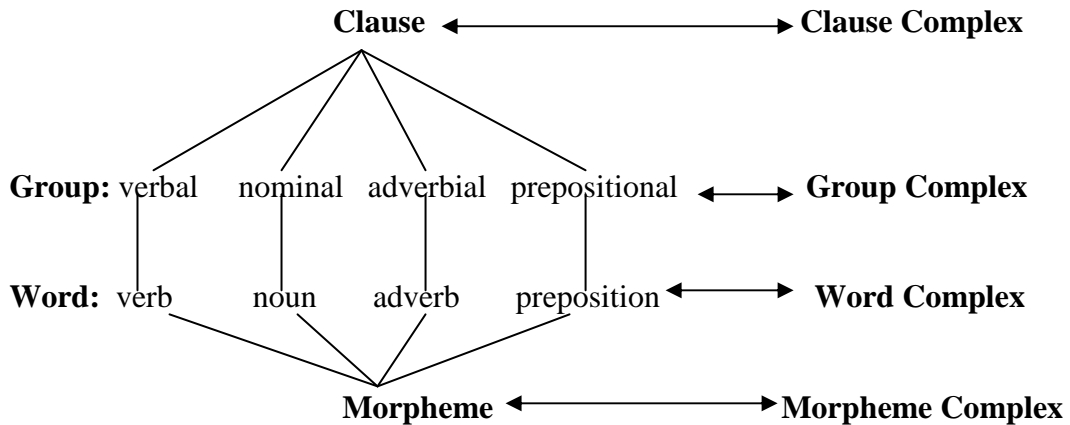 Clause Clause Complex
Group: verbal nominal adverbial prepositional Group Complex
Word: verb noun adverb preposition Word Complex
Morpheme Morpheme Complex